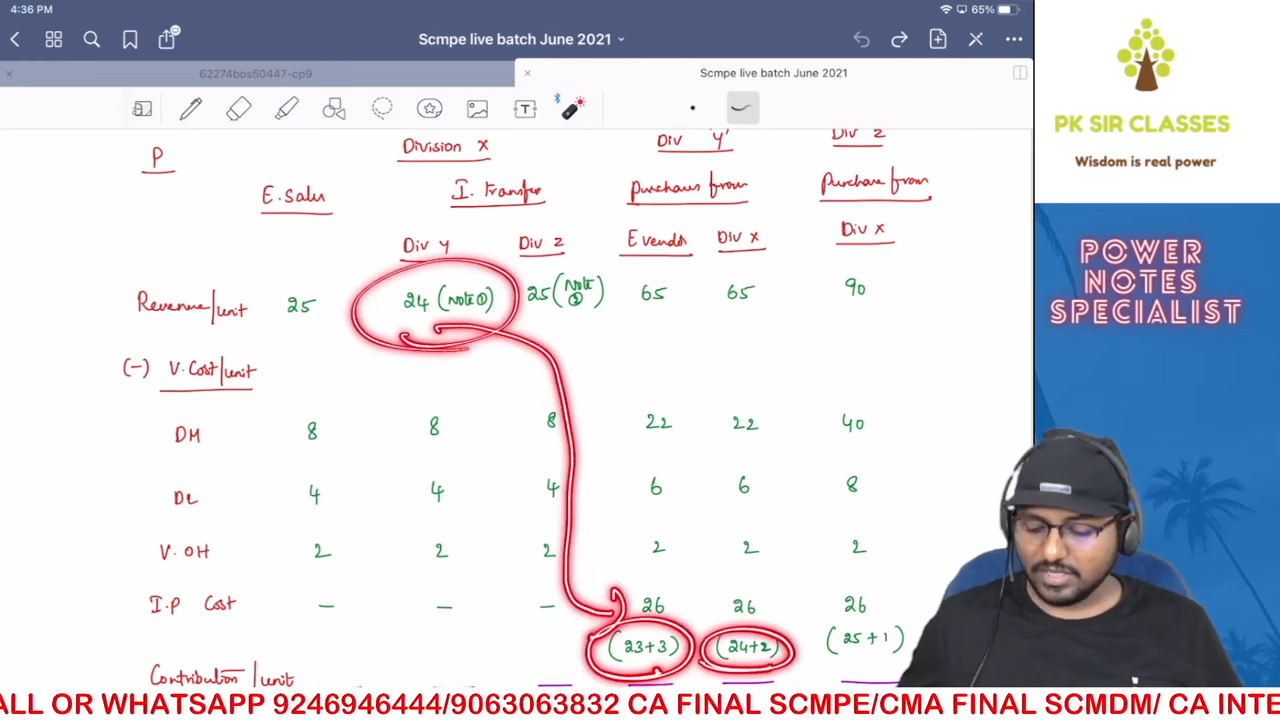 4:36 PM
65%
Scmpe live batch June 2021
62274bos50447-cp9
Scmpe live batch June 2021
T
PK SIR CLASSES
Wisdom is real power
POWER
NOTES
SPECIALIST
P
Division X
Div 'Y'
Div Z
E.Sales
I. Transfer
Purchases from
Purchase from
Div Y
Div Z
E vendor
Div X
Div X
Revenue/unit 25 24 (Note ①) 25 (Note ②) 65 65 90
(-) V.Cost/unit
DM 8 8 8 22 22 40
DL 4 4 4 6 6 8
V.OH 2 2 2 2 2 2
I.P Cost — — — 26 26 26
(23+3) (24+2) (25+1)
Contribution/unit
ALL OR WHATSAPP 9246946444/9063063832 CA FINAL SCMPE/CMA FINAL SCMDM/ CA INTE